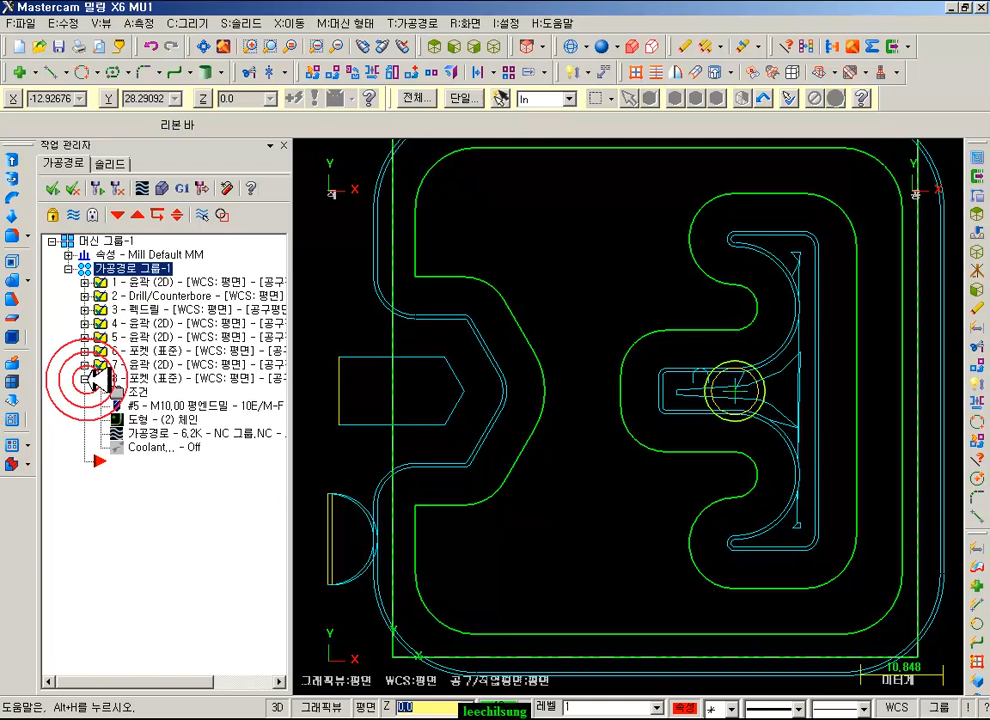 Mastercam 밀링 X6 MU1
F:파일 E:수정 V:뷰 A:측정 C:그리기 S:솔리드 X:이동 M:머신 형태 T:가공경로 R:화면 I:설정 H:도움말
X -12.92676 Y 28.29092 Z 0.0 전체... 단일... In
리본 바
작업 관리자
가공경로 솔리드
머신 그룹-1
속성 - Mill Default MM
가공경로 그룹-1
1 - 윤곽 (2D) - [WCS: 평면] - [공구
2 - Drill/Counterbore - [WCS: 평면]
3 - 펙드릴 - [WCS: 평면] - [공구평면
4 - 윤곽 (2D) - [WCS: 평면] - [공구
5 - 윤곽 (2D) - [WCS: 평면] - [공구
6 - 포켓 (표준) - [WCS: 평면] - [공
7 - 윤곽 (2D) - [WCS: 평면] - [공구
8 - 포켓 (표준) - [WCS: 평면] - [공
조건
#5 - M10,00 평엔드밀 - 10E/M-F
도형 - (2) 체인
가공경로 - 6,2K - NC 그룹,NC -
Coolant,,, - Off
Y X
Y X
Y X
10,848
미터계
그래픽뷰:평면 WCS:평면 공구/작업평면:평면
도움말은, Alt+H를 누르시오. 3D 그래픽뷰 평면 Z 0.0 레벨 1 속성 WCS 그룹 ! ?
leechilsung